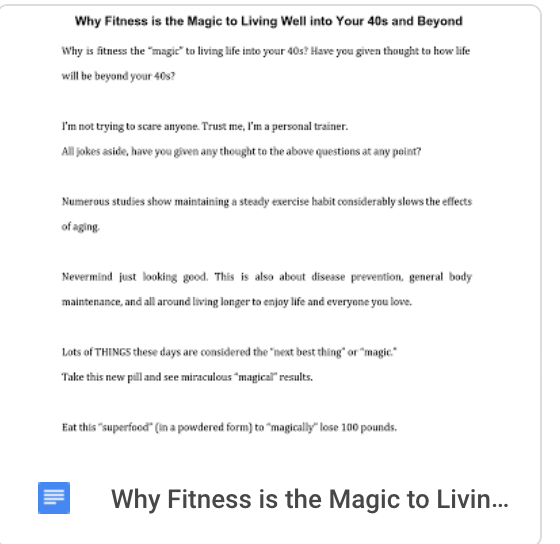 Why Fitness is the Magic to Living Well into Your 40s and Beyond
Why is fitness the "magic" to living life into your 40s? Have you given thought to how life
will be beyond your 40s?
I'm not trying to scare anyone. Trust me, I'm a personal trainer.
All jokes aside, have you given any thought to the above questions at any point?
Numerous studies show maintaining a steady exercise habit considerably slows the effects
of aging.
Nevermind just looking good. This is also about disease prevention, general body
maintenance, and all around living longer to enjoy life and everyone you love.
Lots of THINGS these days are considered the "next best thing" or "magic."
Take this new pill and see miraculous "magical" results.
Eat this "superfood" (in a powdered form) to "magically" lose 100 pounds.
Why Fitness is the Magic to Livin...